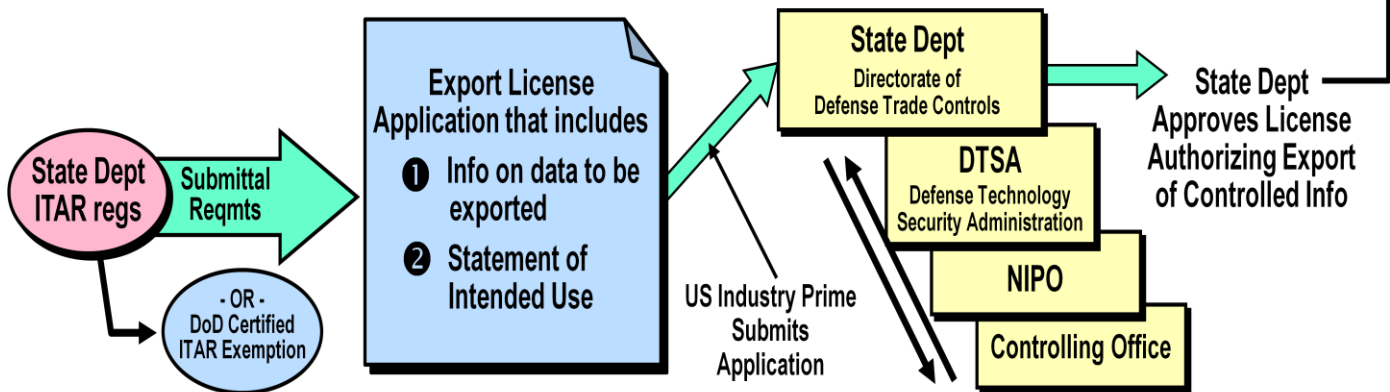 State Dept
ITAR regs
Submittal
Reqmts
- OR -
DoD Certified
ITAR Exemption
Export License
Application that includes
❶ Info on data to be
exported
❷ Statement of
Intended Use
US Industry Prime
Submits
Application
State Dept
Directorate of
Defense Trade Controls
DTSA
Defense Technology
Security Administration
NIPO
Controlling Office
State Dept
Approves License
Authorizing Export
of Controlled Info